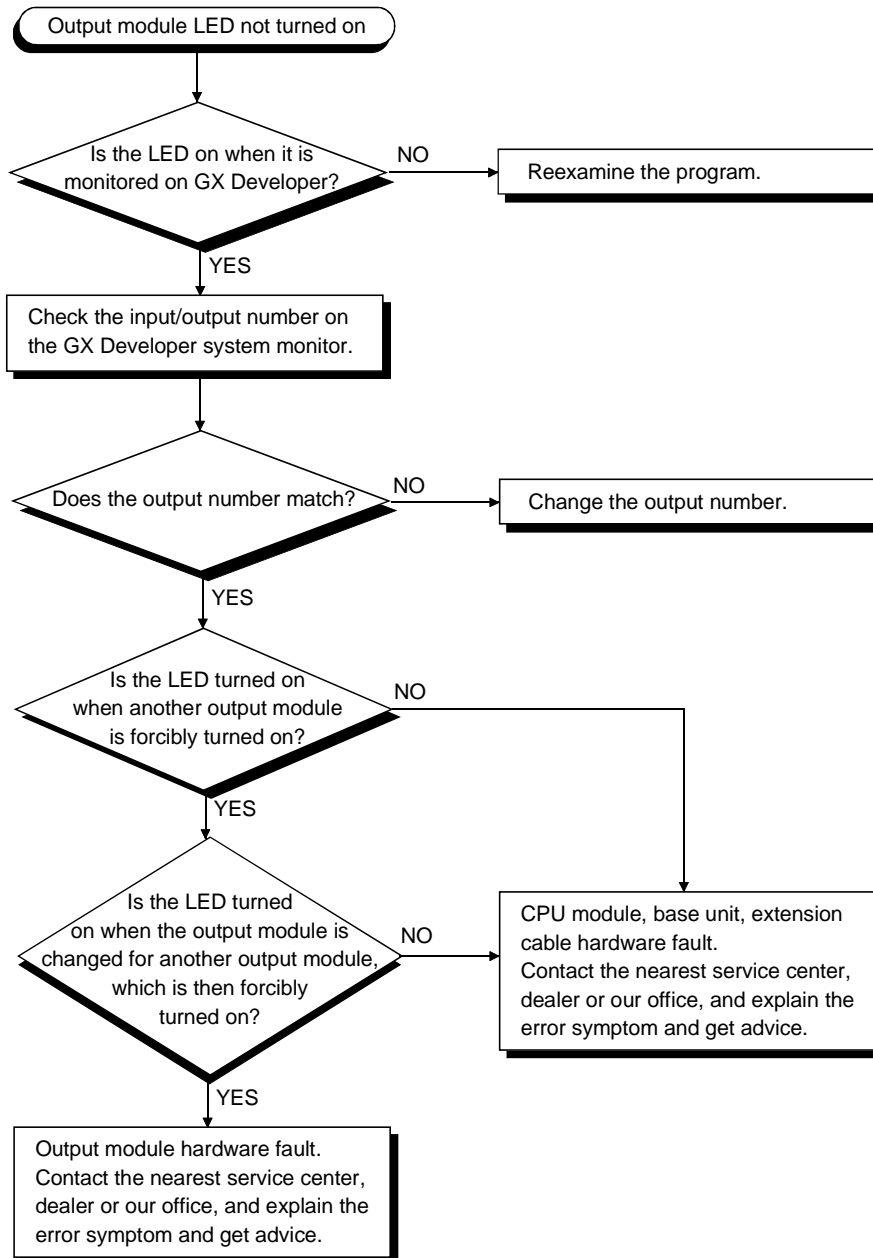 Output module LED not turned on
Is the LED on when it is
monitored on GX Developer?
NO
Reexamine the program.
YES
Check the input/output number on
the GX Developer system monitor.
Does the output number match?
NO
Change the output number.
YES
Is the LED turned on
when another output module
is forcibly turned on?
NO
YES
Is the LED turned
on when the output module is
changed for another output module,
which is then forcibly
turned on?
NO
CPU module, base unit, extension
cable hardware fault.
Contact the nearest service center,
dealer or our office, and explain the
error symptom and get advice.
YES
Output module hardware fault.
Contact the nearest service center,
dealer or our office, and explain the
error symptom and get advice.